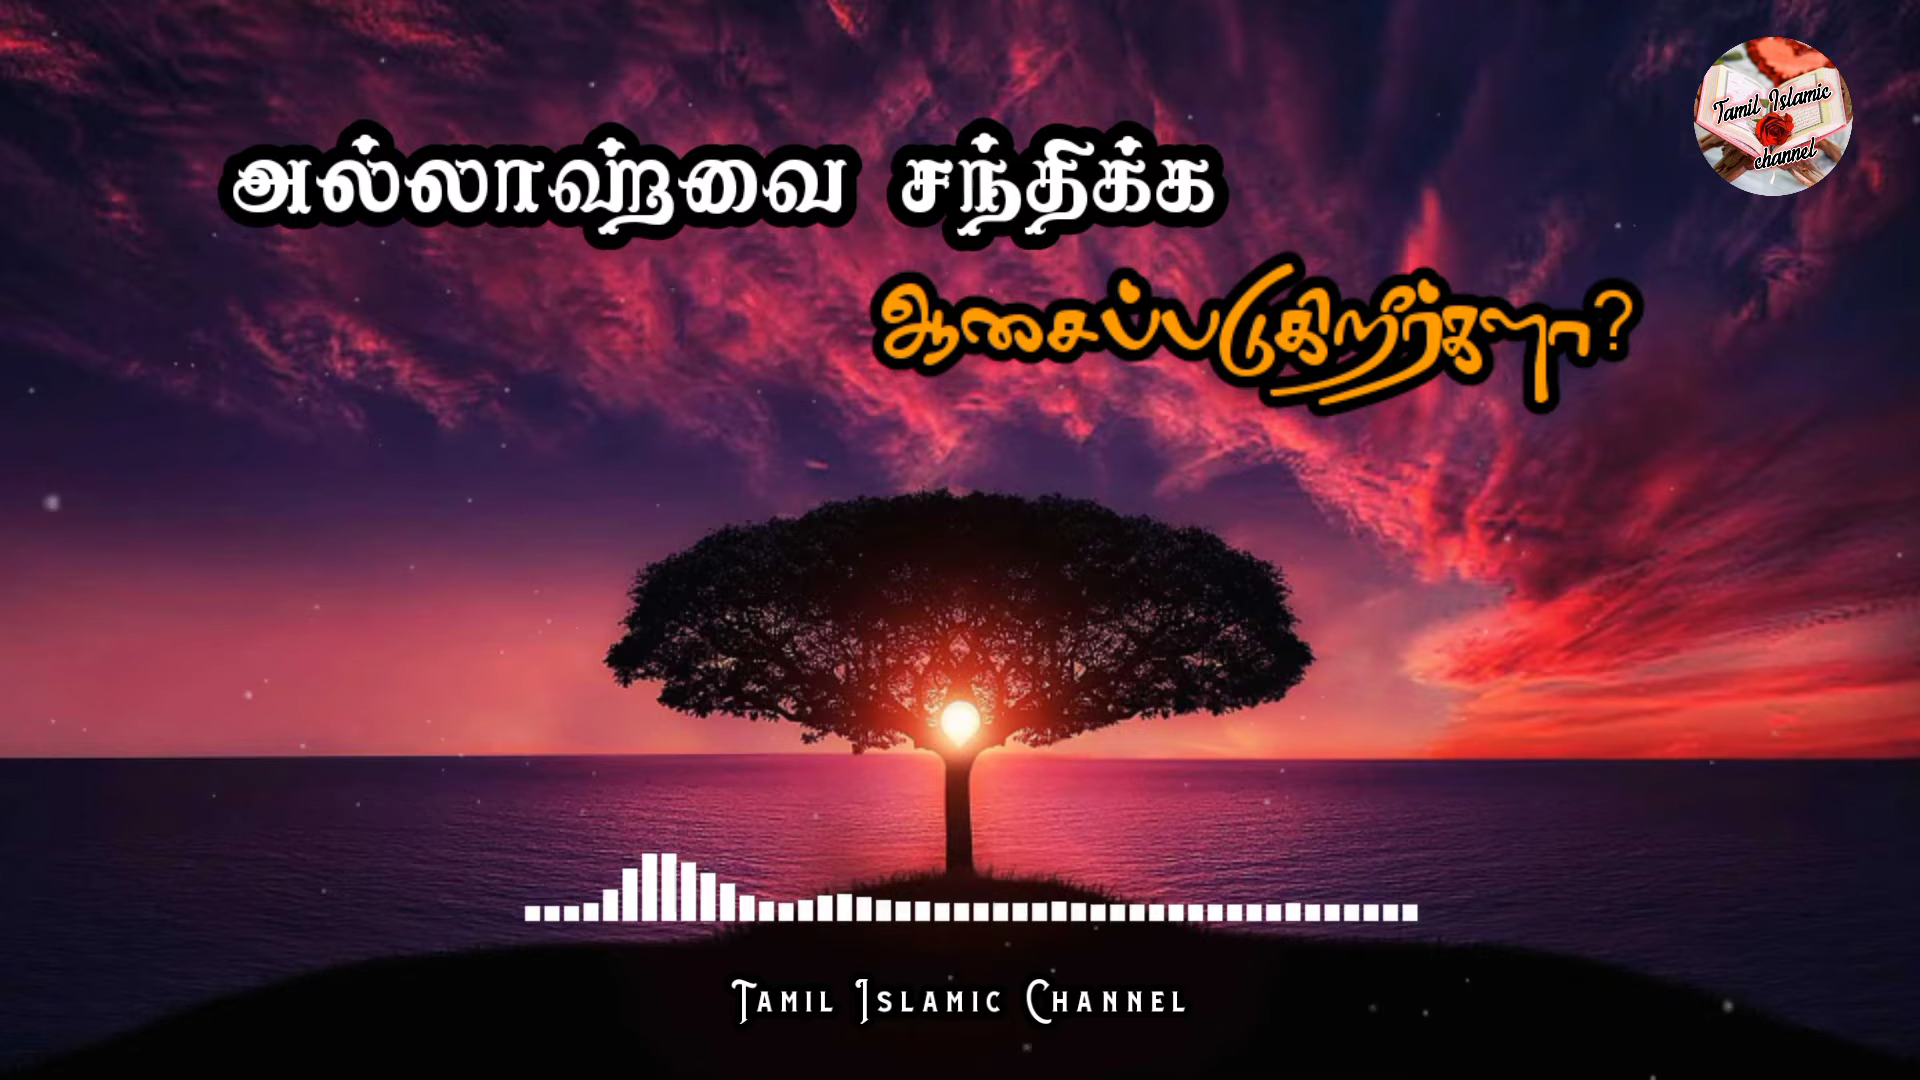 அல்லாஹ்வை சந்திக்க
ஆசைப்படுகிறீர்களா?
Tamil Islamic
channel
Tamil Islamic Channel